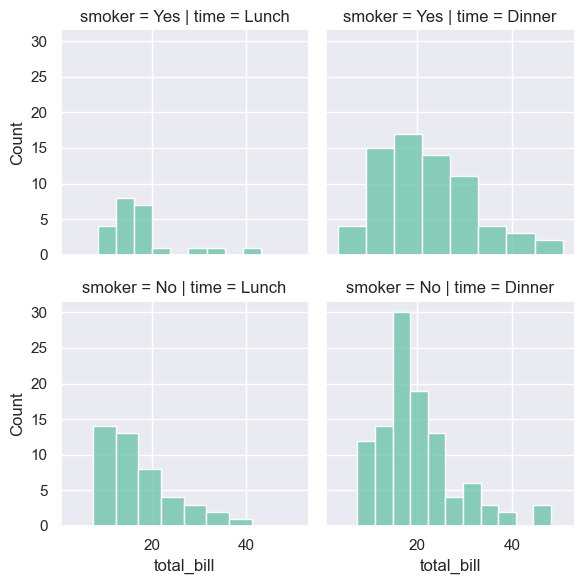 smoker = Yes | time = Lunch
smoker = Yes | time = Dinner
30
25
20
15
10
5
0
Count
smoker = No | time = Lunch
smoker = No | time = Dinner
30
25
20
15
10
5
0
Count
20
40
20
40
total_bill
total_bill